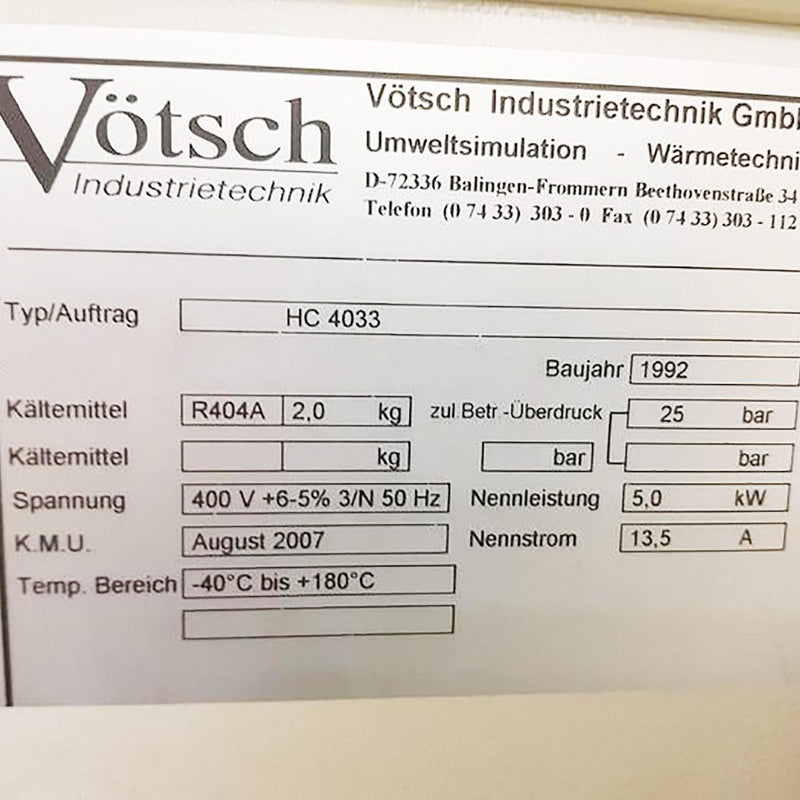 Vötsch
Industrietechnik
Vötsch Industrietechnik Gmb
Umweltsimulation - Wärmetechni
D-72336 Balingen-Frommern Beethovenstraße 34
Telefon (0 74 33) 303 - 0 Fax (0 74 33) 303 - 112
Typ/Auftrag HC 4033
Baujahr 1992
Kältemittel R404A 2,0 kg zul.Betr.-Überdruck 25 bar
Kältemittel kg bar bar
Spannung 400 V +6-5% 3/N 50 Hz Nennleistung 5,0 kW
K.M.U. August 2007 Nennstrom 13,5 A
Temp. Bereich -40°C bis +180°C